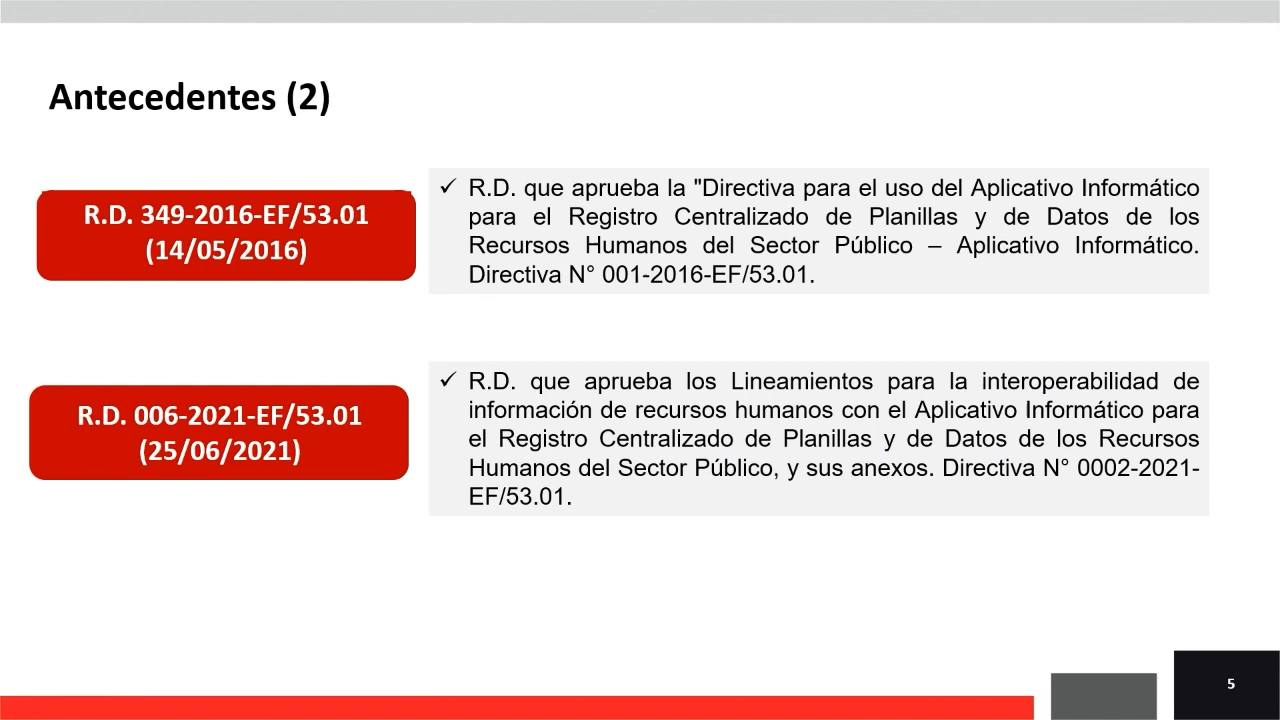 Antecedentes (2)
R.D. 349-2016-EF/53.01
(14/05/2016)
✓ R.D. que aprueba la "Directiva para el uso del Aplicativo Informático
para el Registro Centralizado de Planillas y de Datos de los
Recursos Humanos del Sector Público – Aplicativo Informático.
Directiva N° 001-2016-EF/53.01.
R.D. 006-2021-EF/53.01
(25/06/2021)
✓ R.D. que aprueba los Lineamientos para la interoperabilidad de
información de recursos humanos con el Aplicativo Informático para
el Registro Centralizado de Planillas y de Datos de los Recursos
Humanos del Sector Público, y sus anexos. Directiva N° 0002-2021-
EF/53.01.
5